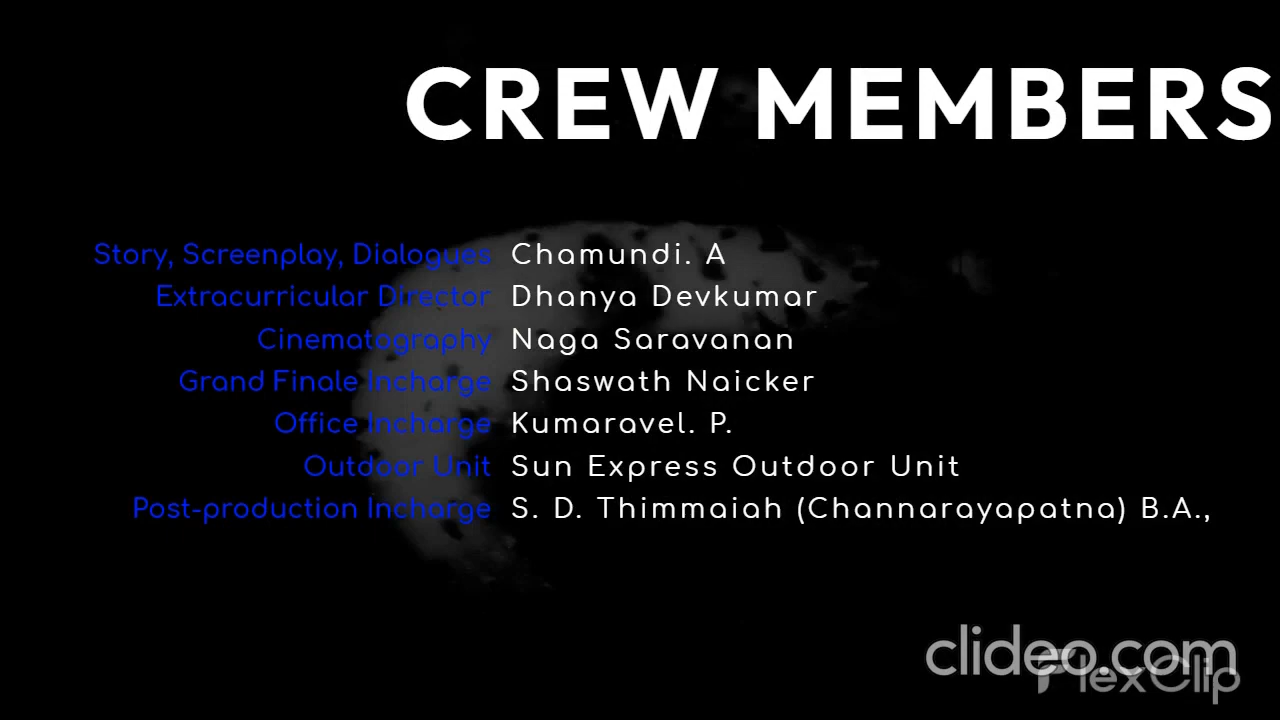 CREW MEMBERS
Story, Screenplay, Dialogues Chamundi. A
Extracurricular Director Dhanya Devkumar
Cinematography Naga Saravanan
Grand Finale Incharge Shaswath Naicker
Office Incharge Kumaravel. P.
Outdoor Unit Sun Express Outdoor Unit
Post-production Incharge S. D. Thimmaiah (Channarayapatna) B.A.,
clideo.com
FlexClip